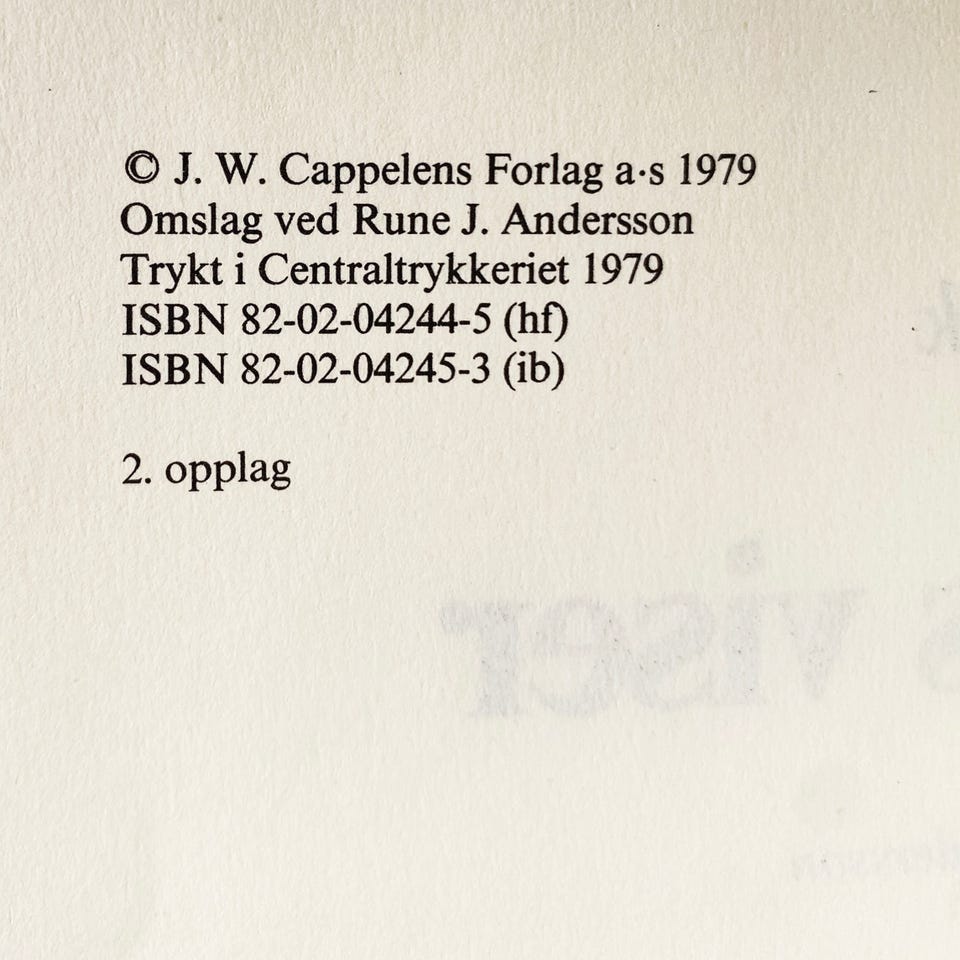 © J. W. Cappelens Forlag a·s 1979
Omslag ved Rune J. Andersson
Trykt i Centraltrykkeriet 1979
ISBN 82-02-04244-5 (hf)
ISBN 82-02-04245-3 (ib)
2. opplag
viser